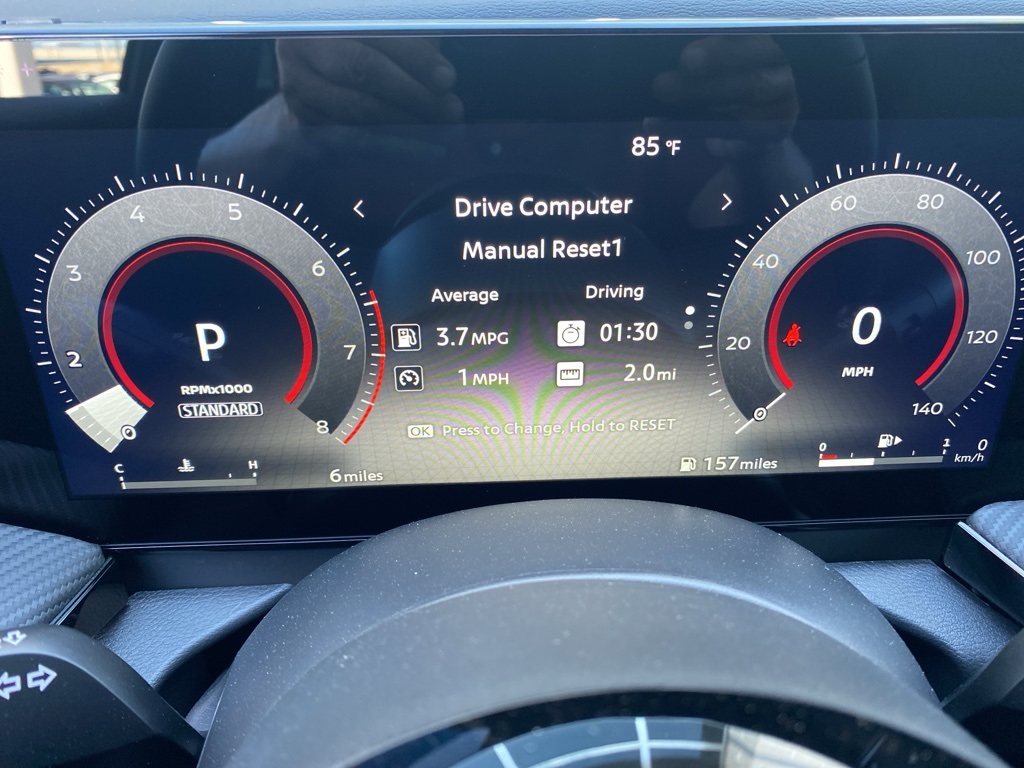 85 °F
Drive Computer
Manual Reset1
Average
Driving
3.7 MPG
01:30
1 MPH
2.0 mi
OK Press to Change, Hold to RESET
0
2
3
4
5
6
7
8
P
RPMx1000
STANDARD
0
20
40
60
80
100
120
140
0
MPH
C
H
6 miles
157 miles
0
1
0
km/h